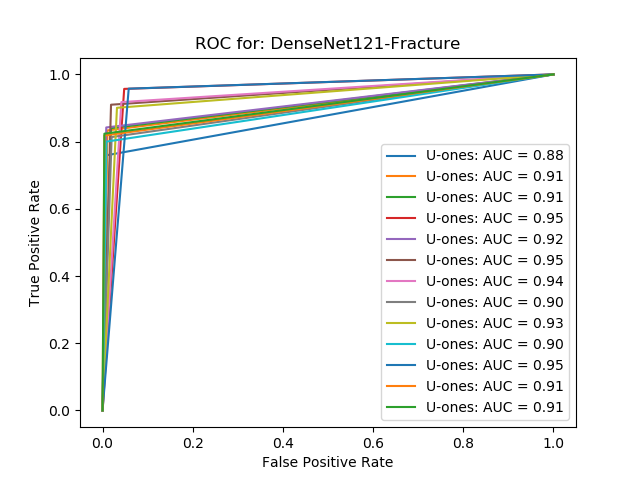 ROC for: DenseNet121-Fracture
True Positive Rate
1.0
0.8
0.6
0.4
0.2
0.0
U-ones: AUC = 0.88
U-ones: AUC = 0.91
U-ones: AUC = 0.91
U-ones: AUC = 0.95
U-ones: AUC = 0.92
U-ones: AUC = 0.95
U-ones: AUC = 0.94
U-ones: AUC = 0.90
U-ones: AUC = 0.93
U-ones: AUC = 0.90
U-ones: AUC = 0.95
U-ones: AUC = 0.91
U-ones: AUC = 0.91
0.0 0.2 0.4 0.6 0.8 1.0
False Positive Rate